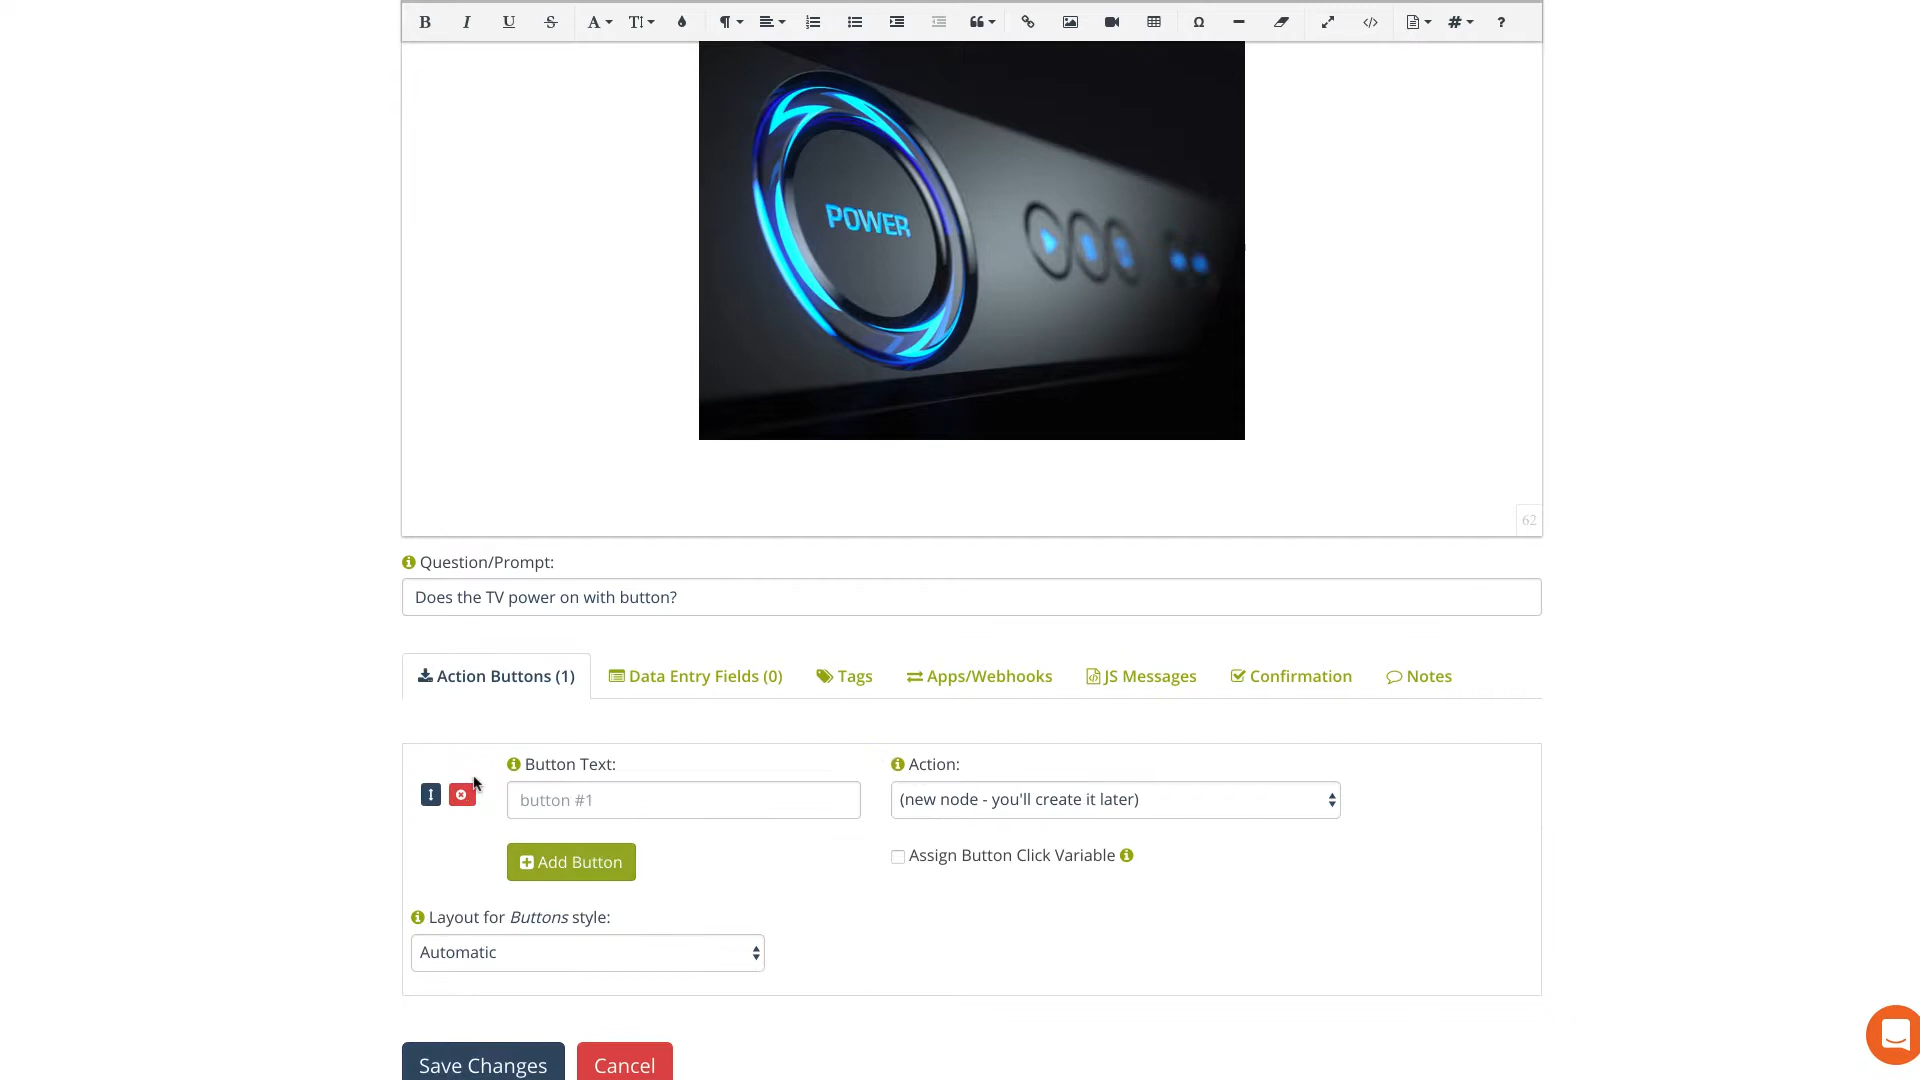 B I U S A T Ω # ?
POWER
62
Question/Prompt:
Does the TV power on with button?
Action Buttons (1) Data Entry Fields (0) Tags Apps/Webhooks JS Messages Confirmation Notes
Button Text: Action:
button #1 (new node - you'll create it later)
Add Button Assign Button Click Variable
Layout for Buttons style:
Automatic
Save Changes Cancel